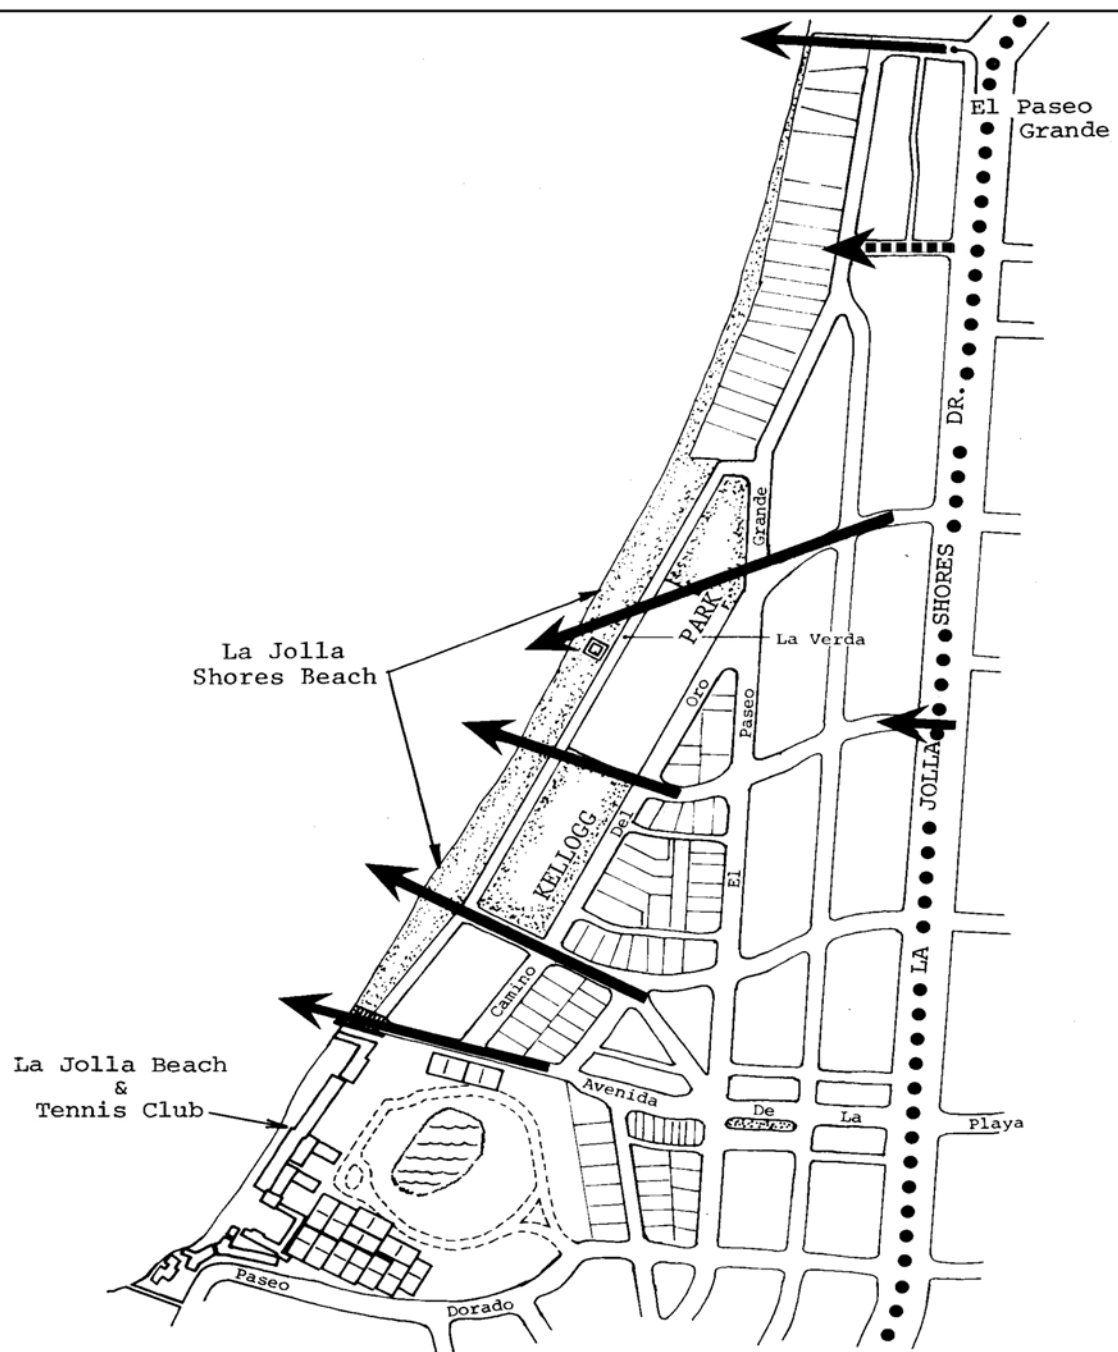 El Paseo
Grande
DR.
SHORES
JOLLA
LA
Grande
PARK
La Verda
La Jolla
Shores Beach
Oro
Paseo
Del
KELLOGG
El
Camino
La Jolla Beach
&
Tennis Club
Avenida
De
La
Playa
Paseo
Dorado